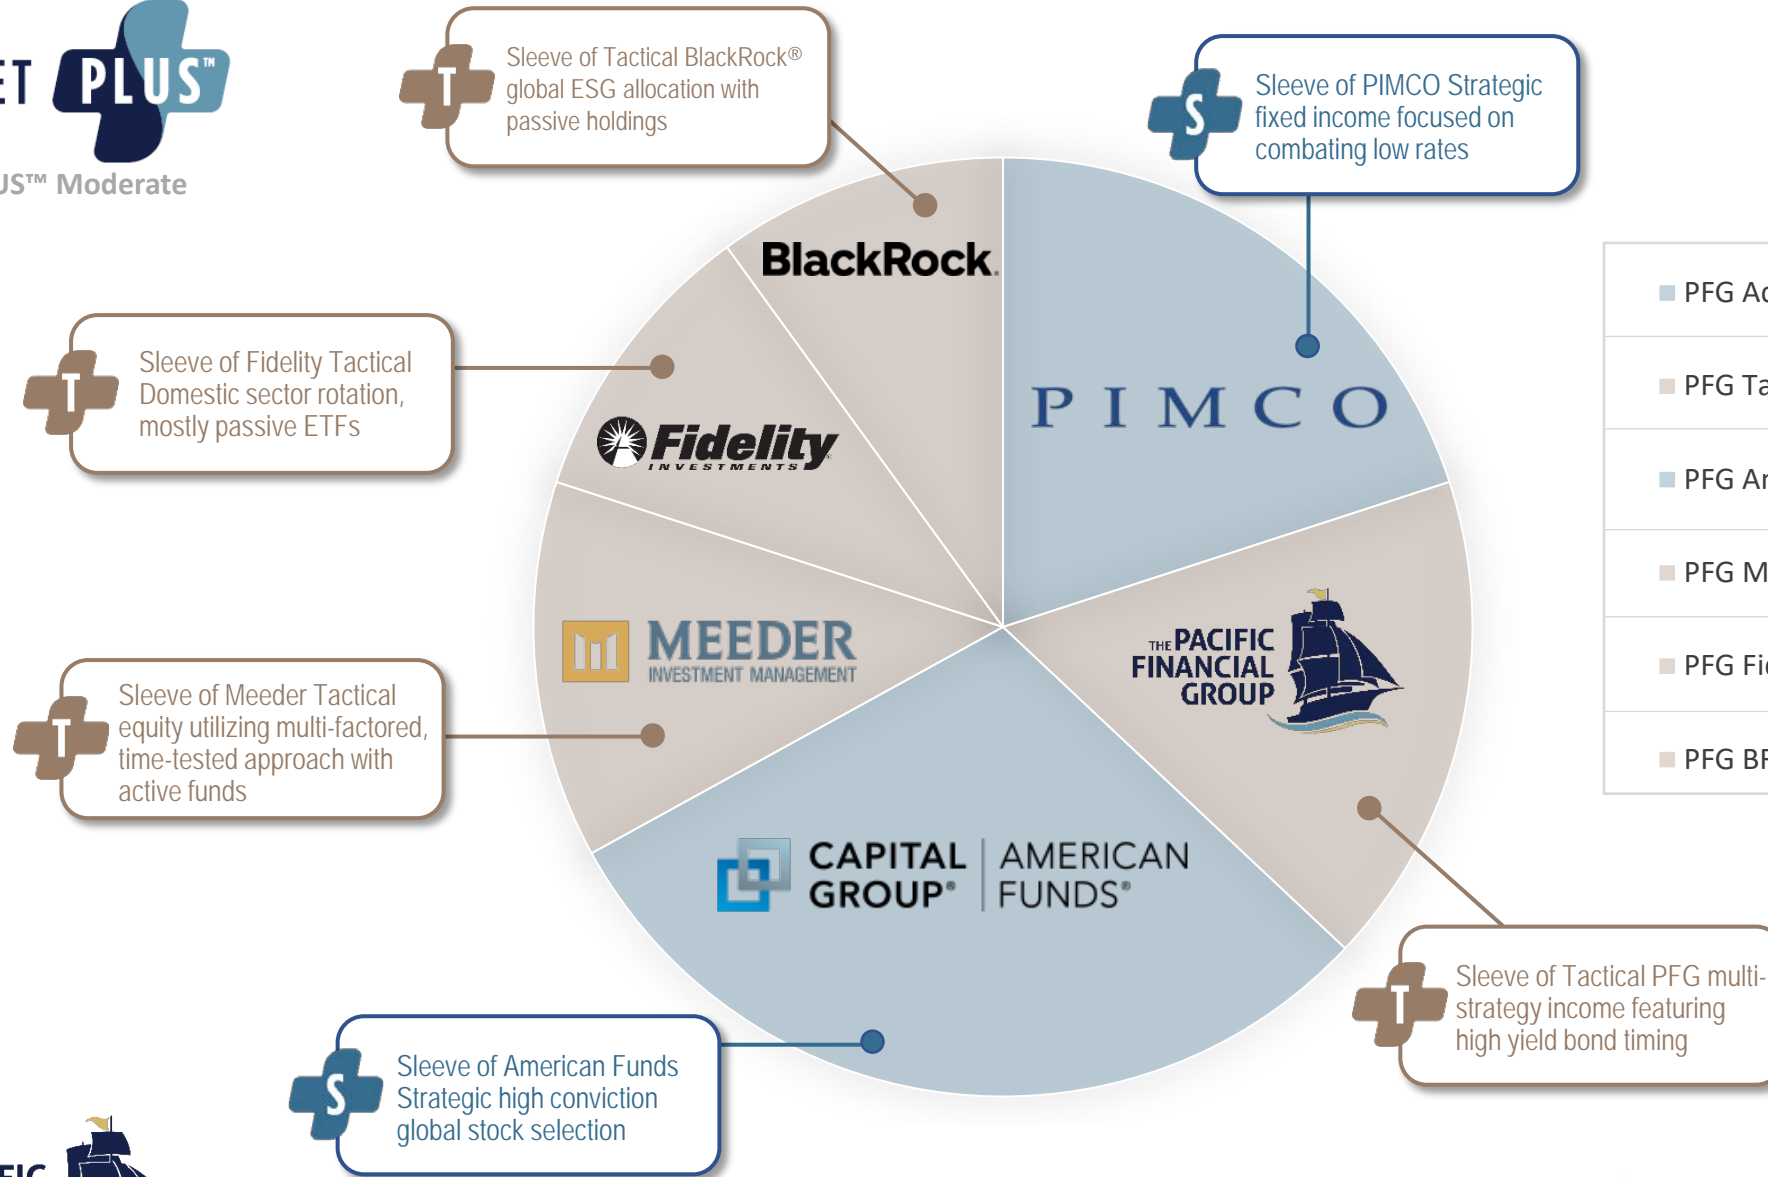 ET PLUS™
US™ Moderate
T
Sleeve of Tactical BlackRock®
global ESG allocation with
passive holdings
S
Sleeve of PIMCO Strategic
fixed income focused on
combating low rates
BlackRock.
PIMCO
T
Sleeve of Fidelity Tactical
Domestic sector rotation,
mostly passive ETFs
Fidelity
INVESTMENTS
MEEDER
INVESTMENT MANAGEMENT
THE PACIFIC
FINANCIAL
GROUP
T
Sleeve of Meeder Tactical
equity utilizing multi-factored,
time-tested approach with
active funds
CAPITAL
GROUP®
AMERICAN
FUNDS®
T
Sleeve of Tactical PFG multi-
strategy income featuring
high yield bond timing
S
Sleeve of American Funds
Strategic high conviction
global stock selection
PFG
PFG Ta
PFG
PFG M
PFG
PFG